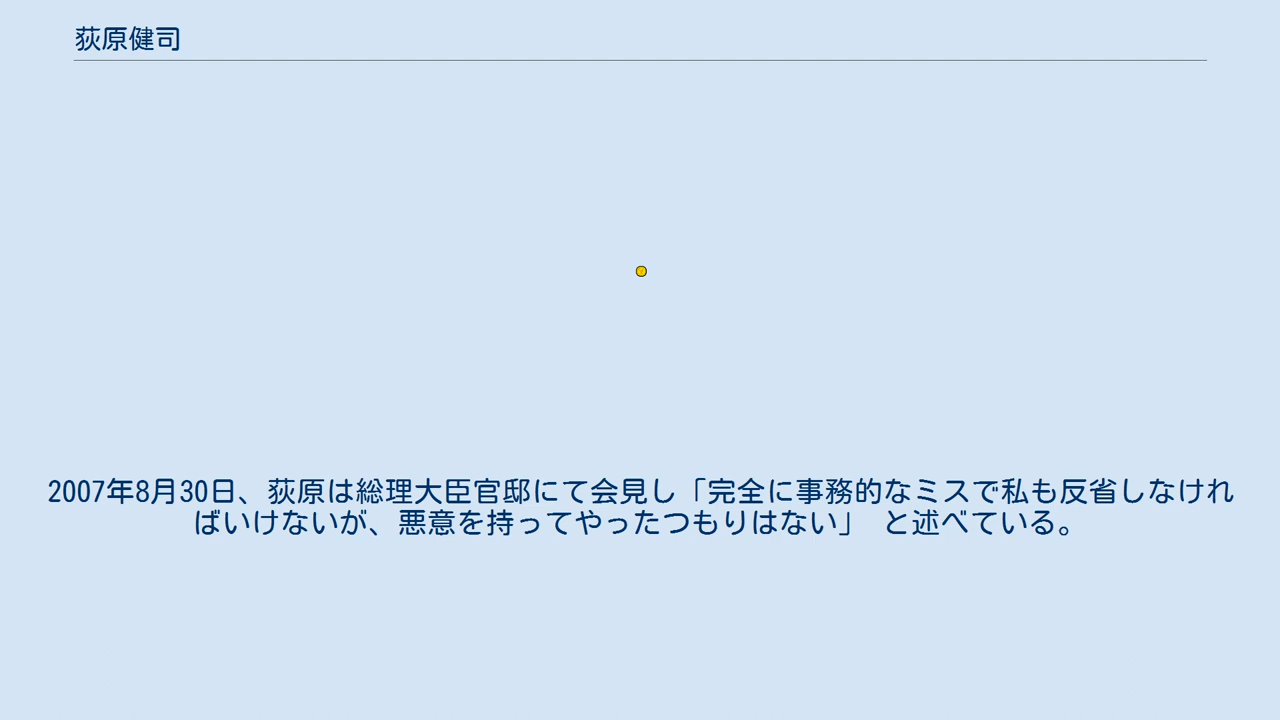 荻原健司
2007年8月30日、荻原は総理大臣官邸にて会見し「完全に事務的なミスで私も反省しなけれ
ばいけないが、悪意を持ってやったつもりはない」 と述べている。